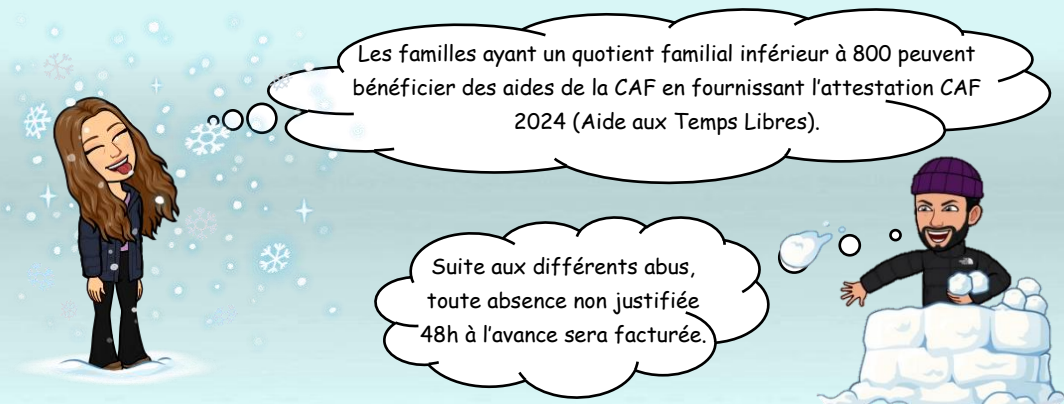 Les familles ayant un quotient familial inférieur à 800 peuvent
bénéficier des aides de la CAF en fournissant l'attestation CAF
2024 (Aide aux Temps Libres).
Suite aux différents abus,
toute absence non justifiée
48h à l'avance sera facturée.